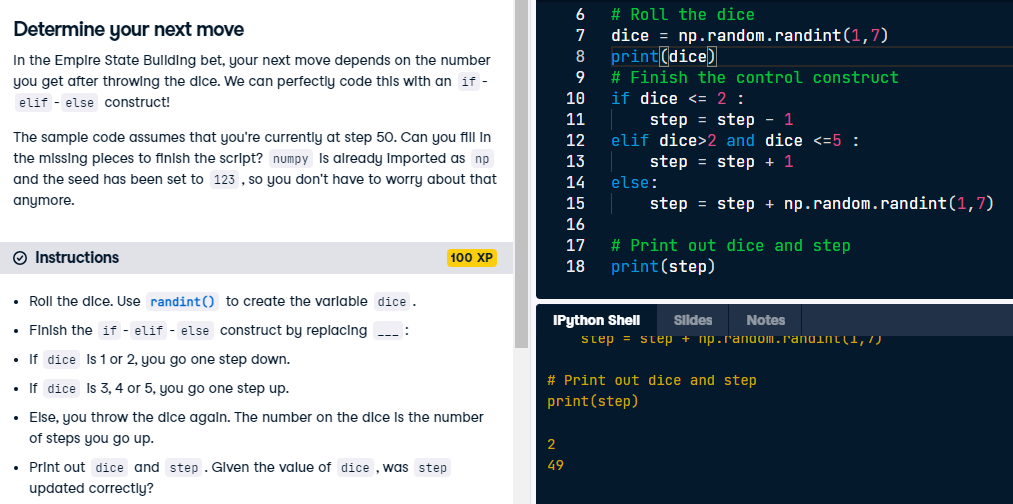 Determine your next move
In the Empire State Building bet, your next move depends on the number
you get after throwing the dice. We can perfectly code this with an if -
elif - else construct!
The sample code assumes that you're currently at step 50. Can you fill in
the missing pieces to finish the script? numpy is already imported as np
and the seed has been set to 123 , so you don't have to worry about that
anymore.
Instructions
100 XP
• Roll the dice. Use randint() to create the variable dice .
• Finish the if - elif - else construct by replacing ___ :
• If dice is 1 or 2, you go one step down.
• If dice is 3, 4 or 5, you go one step up.
• Else, you throw the dice again. The number on the dice is the number
of steps you go up.
• Print out dice and step . Given the value of dice , was step
updated correctly?
6 # Roll the dice
7 dice = np.random.randint(1,7)
8 print(dice)
9 # Finish the control construct
10 if dice <= 2 :
11 step = step - 1
12 elif dice>2 and dice <=5 :
13 step = step + 1
14 else:
15 step = step + np.random.randint(1,7)
16
17 # Print out dice and step
18 print(step)
IPython Shell
Slides
Notes
step = step + np.random.randint(1,7)
# Print out dice and step
print(step)
2
49